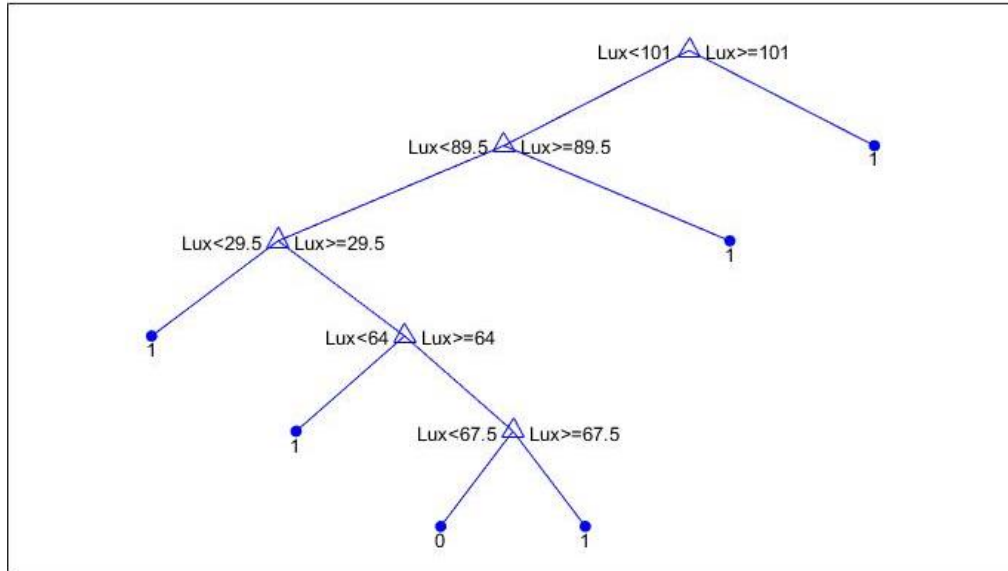 Lux<101 Lux>=101
Lux<89.5 Lux>=89.5
1
Lux<29.5 Lux>=29.5
1
1
Lux<64 Lux>=64
1
Lux<67.5 Lux>=67.5
0 1